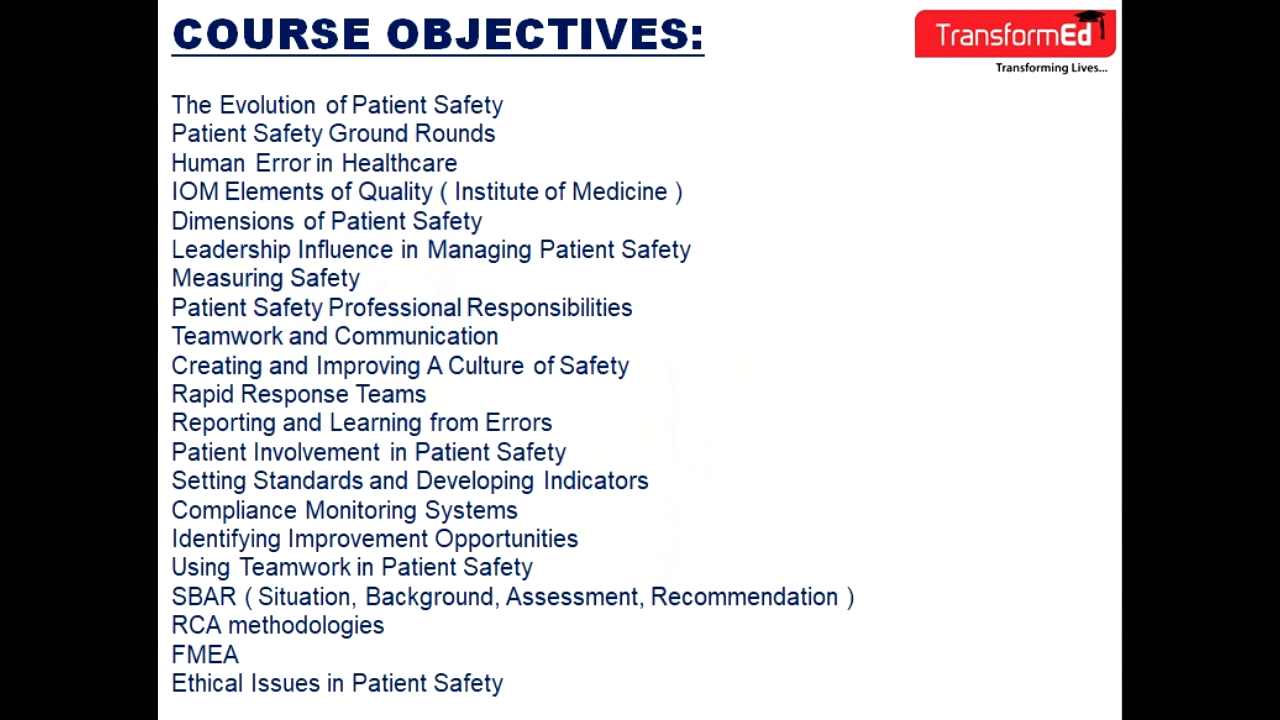 COURSE OBJECTIVES:
TransformEd
Transforming Lives...
The Evolution of Patient Safety
Patient Safety Ground Rounds
Human Error in Healthcare
IOM Elements of Quality ( Institute of Medicine )
Dimensions of Patient Safety
Leadership Influence in Managing Patient Safety
Measuring Safety
Patient Safety Professional Responsibilities
Teamwork and Communication
Creating and Improving A Culture of Safety
Rapid Response Teams
Reporting and Learning from Errors
Patient Involvement in Patient Safety
Setting Standards and Developing Indicators
Compliance Monitoring Systems
Identifying Improvement Opportunities
Using Teamwork in Patient Safety
SBAR ( Situation, Background, Assessment, Recommendation )
RCA methodologies
FMEA
Ethical Issues in Patient Safety